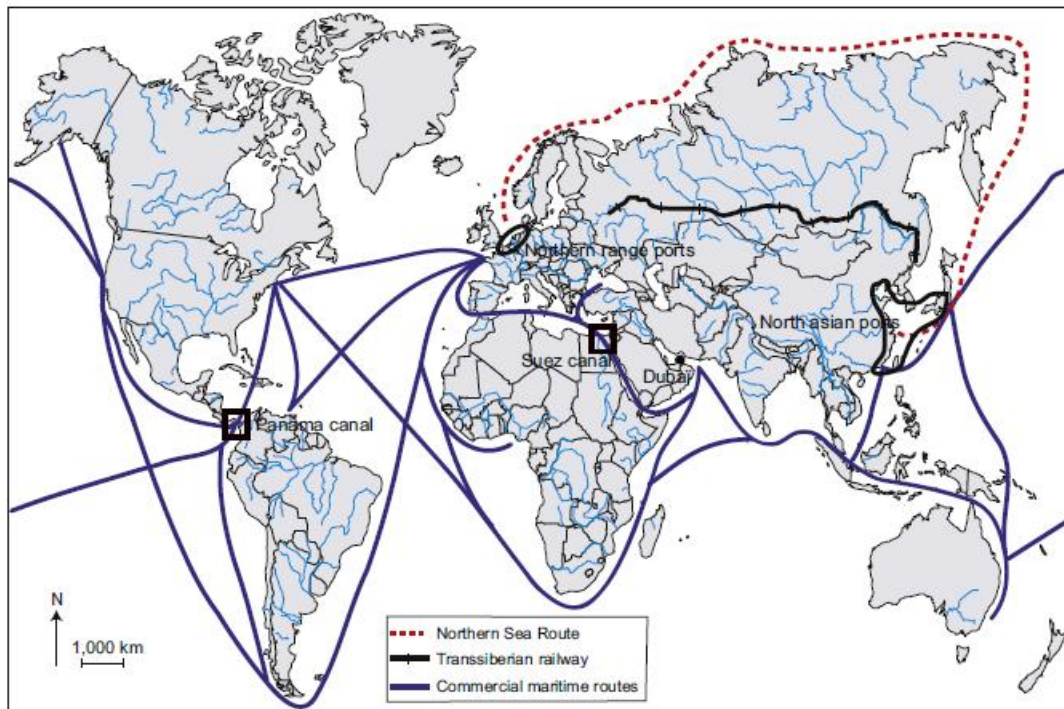 Northern range ports
North asian ports
Suez canal
Dubaï
Panama canal
N
1,000 km
Northern Sea Route
Transsiberian railway
Commercial maritime routes